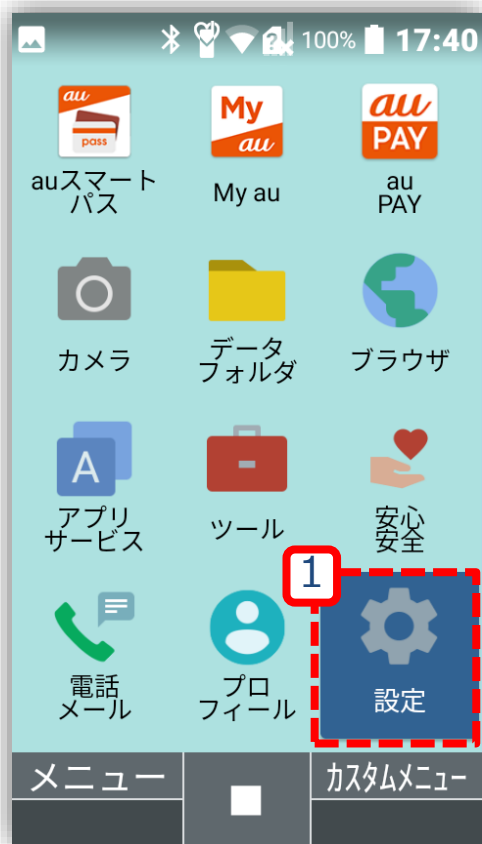 100% 17:40
au
pass
My
au
au
PAY
auスマート
パス
My au
au
PAY
カメラ
データ
フォルダ
ブラウザ
A
アプリ
サービス
ツール
安心
安全
1
電話
メール
プロ
フィール
設定
メニュー
カスタムメニュー